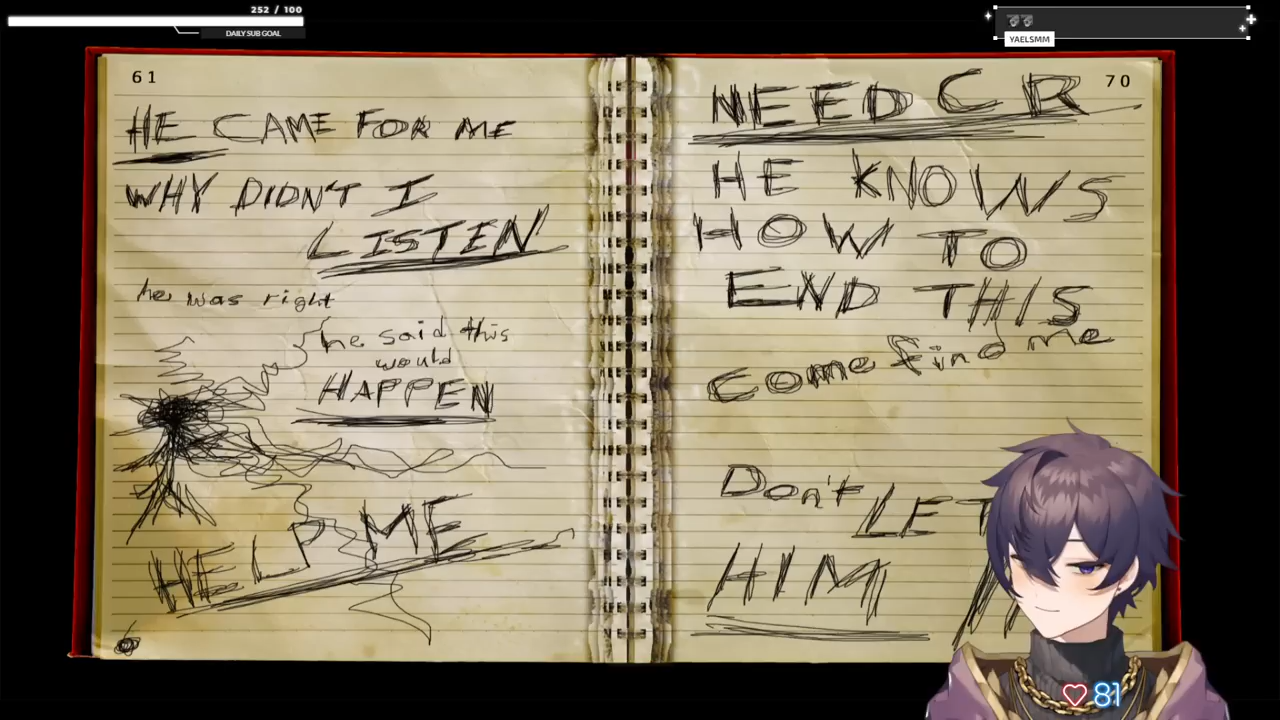 252 / 100
DAILY SUB GOAL
YAELSMM
61
HE CAME FOR ME
WHY DIDN'T I
LISTEN
he was right
he said this
would
HAPPEN
HELP ME
70
NEED CR
HE KNOWS
HOW TO
END THIS
come find me
Don't LET
HIM
81